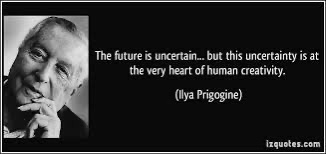 The future is uncertain... but this uncertainty is at
the very heart of human creativity.
(Ilya Prigogine)
izquotes.com